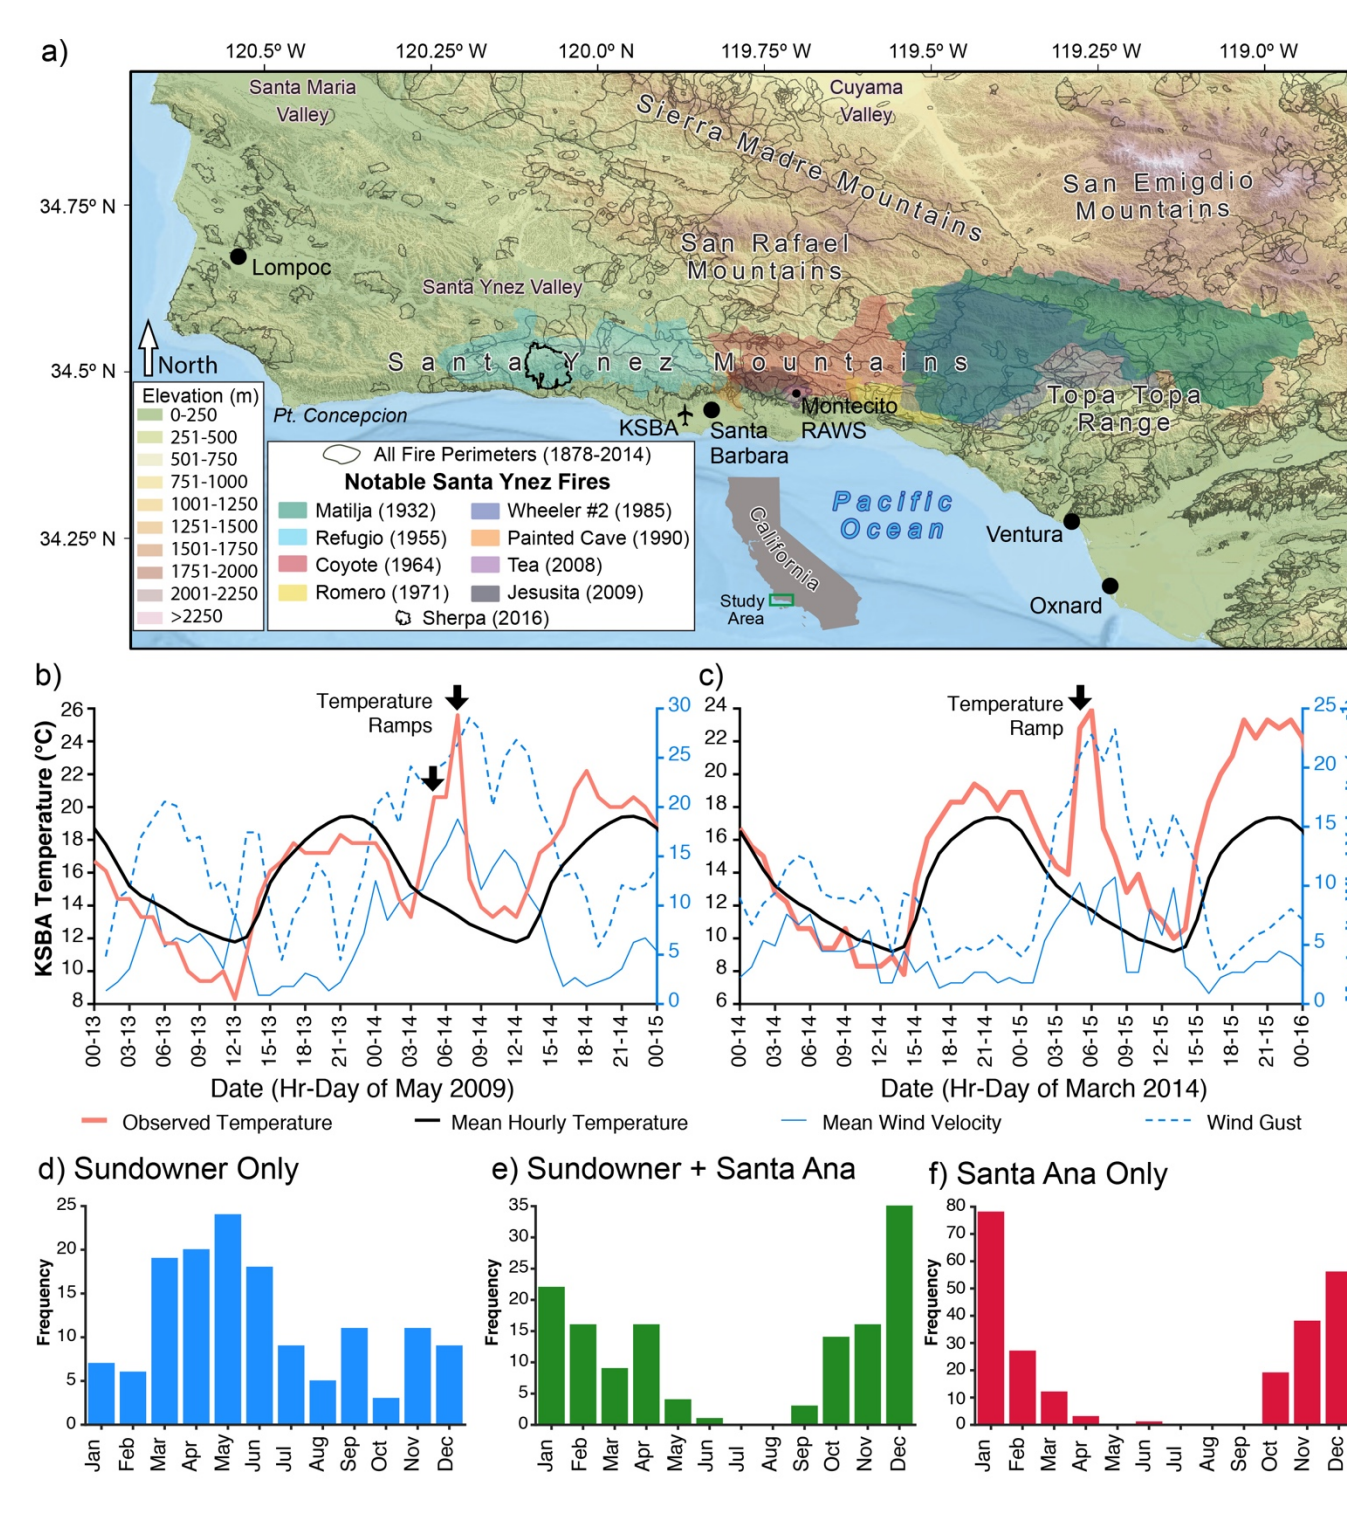 a)
120.5º W 120.25º W 120.0º N 119.75º W 119.5º W 119.25º W 119.0º W
34.75º N
34.5º N
34.25º N
Santa Maria
Valley
Cuyama
Valley
Sierra Madre Mountains
San Emigdio
Mountains
San Rafael
Mountains
Lompoc
Santa Ynez Valley
North
Santa Ynez Mountains
Topa Topa
Range
Pt. Concepcion
KSBA
Santa
Barbara
Montecito
RAWS
Pacific
Ocean
Ventura
Oxnard
California
Study
Area
Elevation (m)
0-250
251-500
501-750
751-1000
1001-1250
1251-1500
1501-1750
1751-2000
2001-2250
>2250
All Fire Perimeters (1878-2014)
Notable Santa Ynez Fires
Matilja (1932) Wheeler #2 (1985)
Refugio (1955) Painted Cave (1990)
Coyote (1964) Tea (2008)
Romero (1971) Jesusita (2009)
Sherpa (2016)
b)
Temperature
Ramps
KSBA Temperature (°C)
26
24
22
20
18
16
14
12
10
8
30
25
20
15
10
5
0
00-13 03-13 06-13 09-13 12-13 15-13 18-13 21-13 00-14 03-14 06-14 09-14 12-14 15-14 18-14 21-14 00-15
Date (Hr-Day of May 2009)
c)
Temperature
Ramp
24
22
20
18
16
14
12
10
8
6
25
20
15
10
5
0
00-14 03-14 06-14 09-14 12-14 15-14 18-14 21-14 00-15 03-15 06-15 09-15 12-15 15-15 18-15 21-15 00-16
Date (Hr-Day of March 2014)
Observed Temperature Mean Hourly Temperature Mean Wind Velocity Wind Gust
d) Sundowner Only
Frequency
25
20
15
10
5
0
Jan Feb Mar Apr May Jun Jul Aug Sep Oct Nov Dec
e) Sundowner + Santa Ana
Frequency
35
30
25
20
15
10
5
0
Jan Feb Mar Apr May Jun Jul Aug Sep Oct Nov Dec
f) Santa Ana Only
Frequency
80
70
60
50
40
30
20
10
0
Jan Feb Mar Apr May Jun Jul Aug Sep Oct Nov Dec